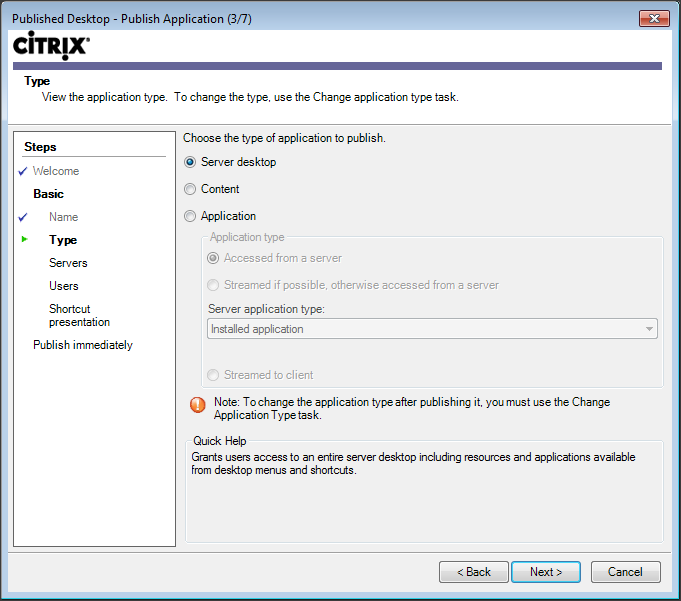 Published Desktop - Publish Application (3/7)
CITRIX®
Type
View the application type. To change the type, use the Change application type task.
Steps
Welcome
Basic
Name
Type
Servers
Users
Shortcut
presentation
Publish immediately
Choose the type of application to publish.
Server desktop
Content
Application
Application type
Accessed from a server
Streamed if possible, otherwise accessed from a server
Server application type:
Installed application
Streamed to client
Note: To change the application type after publishing it, you must use the Change
Application Type task.
Quick Help
Grants users access to an entire server desktop including resources and applications available
from desktop menus and shortcuts.
< Back Next > Cancel